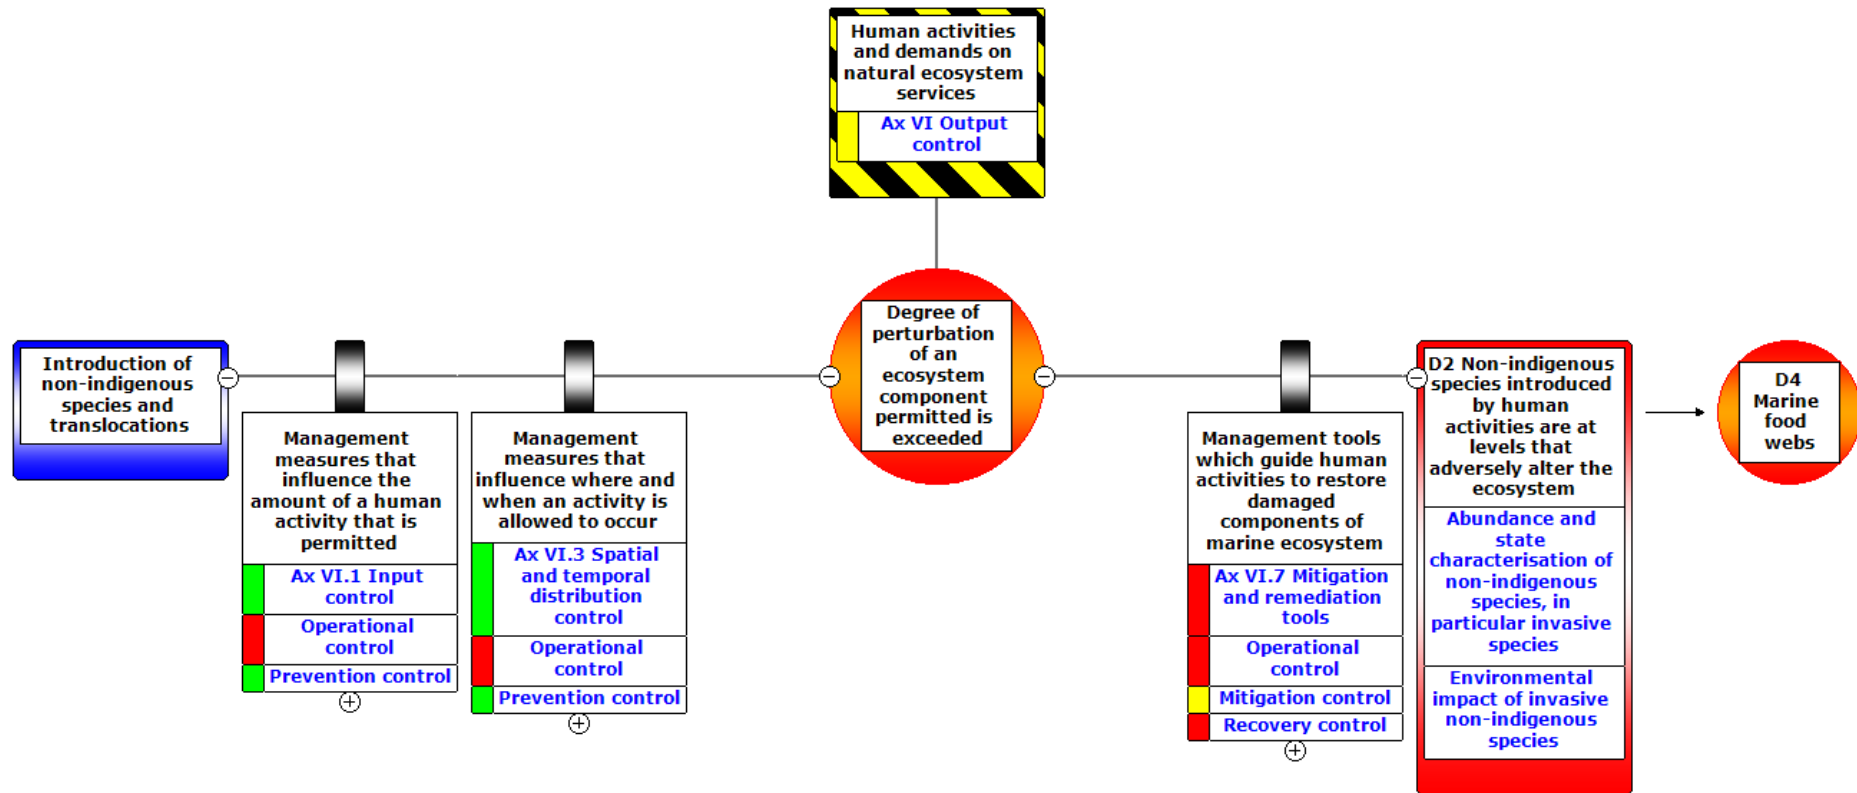 Human activities
and demands on
natural ecosystem
services
Ax VI Output
control
Introduction of
non-indigenous
species and
translocations
Management
measures that
influence the
amount of a human
activity that is
permitted
Ax VI.1 Input
control
Operational
control
Prevention control
Management
measures that
influence where and
when an activity is
allowed to occur
Ax VI.3 Spatial
and temporal
distribution
control
Operational
control
Prevention control
Degree of
perturbation
of an
ecosystem
component
permitted is
exceeded
Management tools
which guide human
activities to restore
damaged
components of
marine ecosystem
Ax VI.7 Mitigation
and remediation
tools
Operational
control
Mitigation control
Recovery control
D2 Non-indigenous
species introduced
by human
activities are at
levels that
adversely alter the
ecosystem
Abundance and
state
characterisation of
non-indigenous
species, in
particular invasive
species
Environmental
impact of invasive
non-indigenous
species
D4
Marine
food
webs